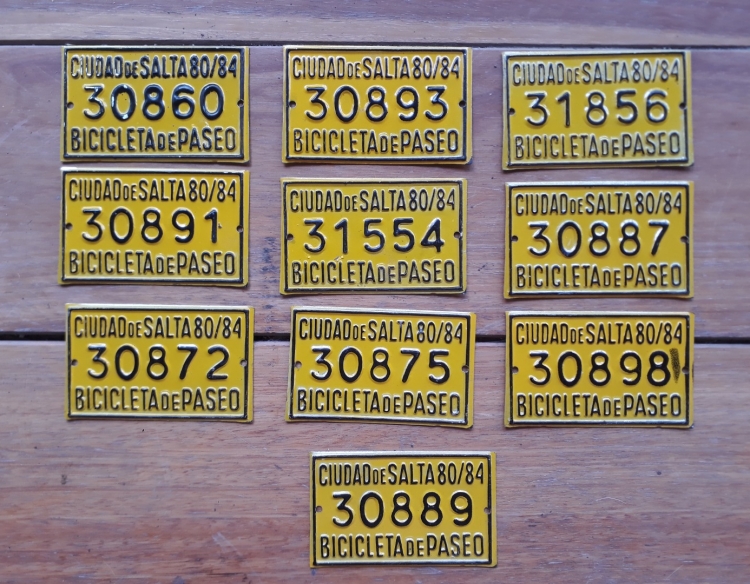 CIUDAD DE SALTA 80/84
30860
BICICLETA DE PASEO
CIUDAD DE SALTA 80/84
30893
BICICLETA DE PASEO
CIUDAD DE SALTA 80/84
31856
BICICLETA DE PASEO
CIUDAD DE SALTA 80/84
30891
BICICLETA DE PASEO
CIUDAD DE SALTA 80/84
31554
BICICLETA DE PASEO
CIUDAD DE SALTA 80/84
30887
BICICLETA DE PASEO
CIUDAD DE SALTA 80/84
30872
BICICLETA DE PASEO
CIUDAD DE SALTA 80/84
30875
BICICLETA DE PASEO
CIUDAD DE SALTA 80/84
30898
BICICLETA DE PASEO
CIUDAD DE SALTA 80/84
30889
BICICLETA DE PASEO